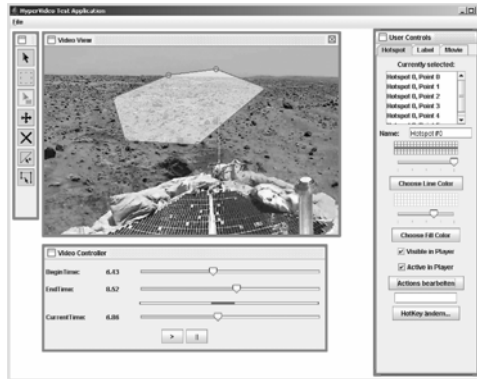 HyperVideo Test Application
File
Video View
User Controls
Hotspot Label Movie
Currently selected:
Hotspot 0, Point 0
Hotspot 0, Point 1
Hotspot 0, Point 2
Hotspot 0, Point 3
Hotspot 0, Point 4
Name: Hotspot #0
Choose Line Color
Choose Fill Color
Visible in Player
Active in Player
Actions bearbeiten
HotKey ändern...
Video Controller
BeginTime: 6.43
EndTime: 8.52
CurrentTime: 6.86